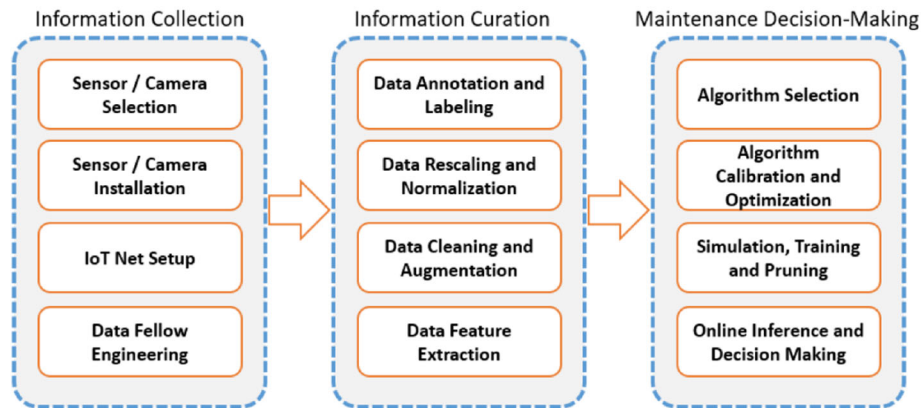 Information Collection
Sensor / Camera
Selection
Sensor / Camera
Installation
IoT Net Setup
Data Fellow
Engineering
Information Curation
Data Annotation and
Labeling
Data Rescaling and
Normalization
Data Cleaning and
Augmentation
Data Feature
Extraction
Maintenance Decision-Making
Algorithm Selection
Algorithm
Calibration and
Optimization
Simulation, Training
and Pruning
Online Inference and
Decision Making